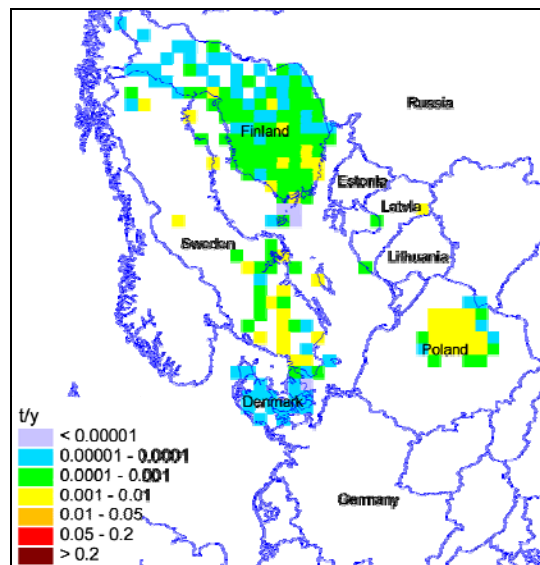 Russia
Finland
Estonia
Latvia
Sweden
Lithuania
Poland
Denmark
Germany
t/y
< 0.00001
0.00001 - 0.0001
0.0001 - 0.001
0.001 - 0.01
0.01 - 0.05
0.05 - 0.2
> 0.2